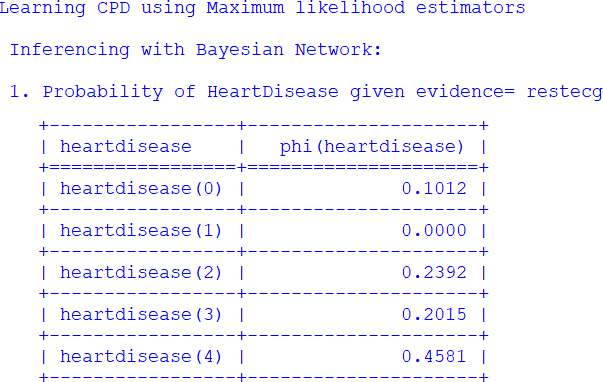 Learning CPD using Maximum likelihood estimators
Inferencing with Bayesian Network:
1. Probability of HeartDisease given evidence= restecg
+-----------------+---------------------+
| heartdisease    |   phi(heartdisease) |
+=================+=====================+
| heartdisease(0) |              0.1012 |
+-----------------+---------------------+
| heartdisease(1) |              0.0000 |
+-----------------+---------------------+
| heartdisease(2) |              0.2392 |
+-----------------+---------------------+
| heartdisease(3) |              0.2015 |
+-----------------+---------------------+
| heartdisease(4) |              0.4581 |
+-----------------+---------------------+